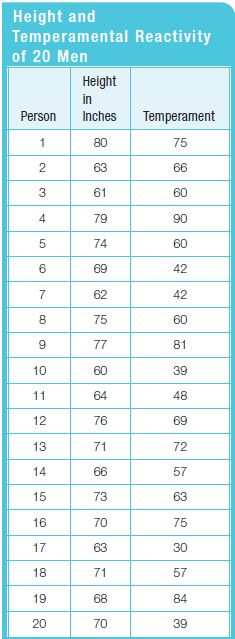 Height and
Temperamental Reactivity
of 20 Men
Height
in
Person Inches Temperament
1 80 75
2 63 66
3 61 60
4 79 90
5 74 60
6 69 42
7 62 42
8 75 60
9 77 81
10 60 39
11 64 48
12 76 69
13 71 72
14 66 57
15 73 63
16 70 75
17 63 30
18 71 57
19 68 84
20 70 39